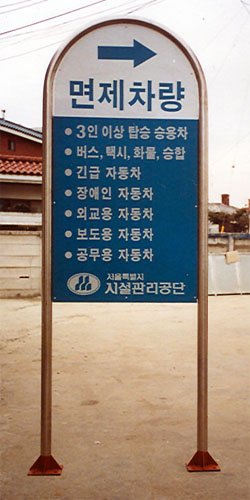 면제차량
● 3인 이상 탑승 승용차
● 버스, 택시, 화물, 승합
● 긴급 자동차
● 장애인 자동차
● 외교용 자동차
● 보도용 자동차
● 공무용 자동차
서울특별시
시설관리공단